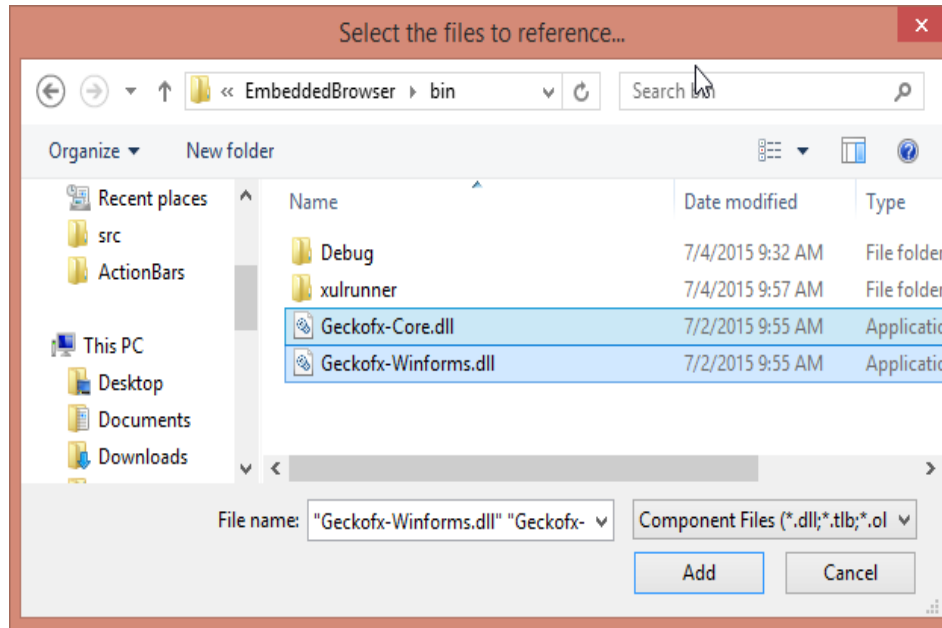 Select the files to reference...
x
« EmbeddedBrowser bin
Search
Organize New folder
Recent places
src
ActionBars
This PC
Desktop
Documents
Downloads
Name Date modified Type
Debug 7/4/2015 9:32 AM File folder
xulrunner 7/4/2015 9:57 AM File folder
Geckofx-Core.dll 7/2/2015 9:55 AM Applicatio
Geckofx-Winforms.dll 7/2/2015 9:55 AM Applicatio
File name: "Geckofx-Winforms.dll" "Geckofx-
Component Files (*.dll;*.tlb;*.ol
Add Cancel